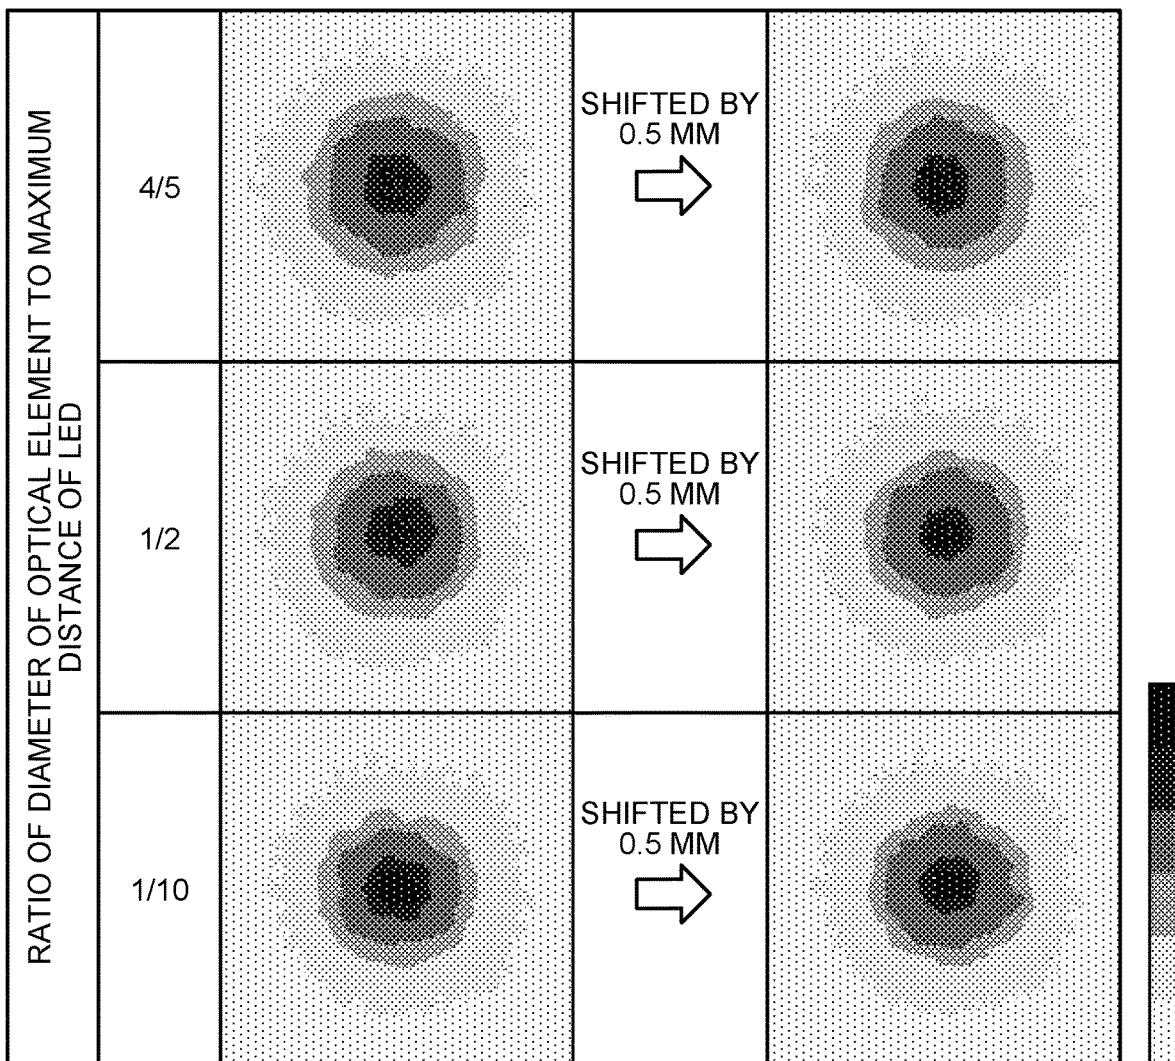 RATIO OF DIAMETER OF OPTICAL ELEMENT TO MAXIMUM
DISTANCE OF LED
4/5
SHIFTED BY
0.5 MM
1/2
SHIFTED BY
0.5 MM
1/10
SHIFTED BY
0.5 MM